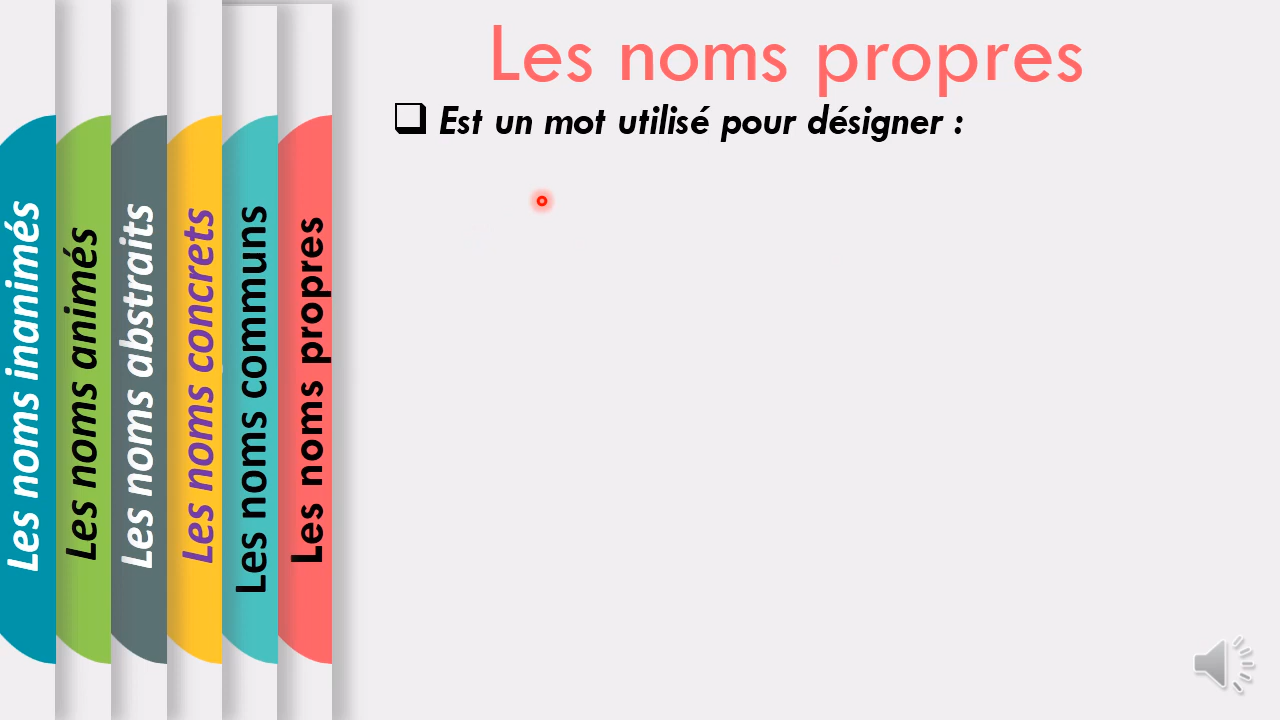 Les noms propres
Est un mot utilisé pour désigner :
Les noms inanimés
Les noms animés
Les noms abstraits
Les noms concrets
Les noms communs
Les noms propres